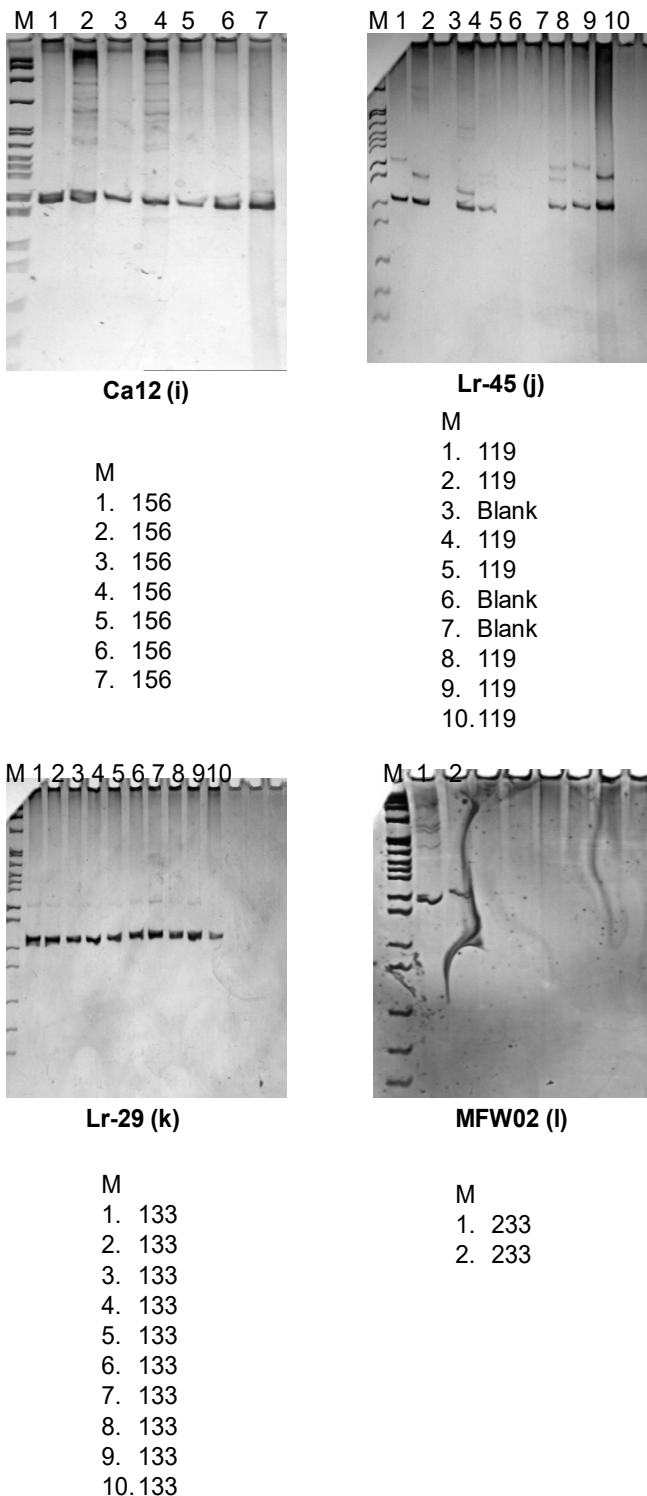 M 1 2 3 4 5 6 7
M 1 2 3 4 5 6 7 8 9 10
Ca12 (i)
Lr-45 (j)
M
1. 156
2. 156
3. 156
4. 156
5. 156
6. 156
7. 156
M
1. 119
2. 119
3. Blank
4. 119
5. 119
6. Blank
7. Blank
8. 119
9. 119
10. 119
M 1 2 3 4 5 6 7 8 9 10
M 1 2
Lr-29 (k)
MFW02 (l)
M
1. 133
2. 133
3. 133
4. 133
5. 133
6. 133
7. 133
8. 133
9. 133
10. 133
M
1. 233
2. 233